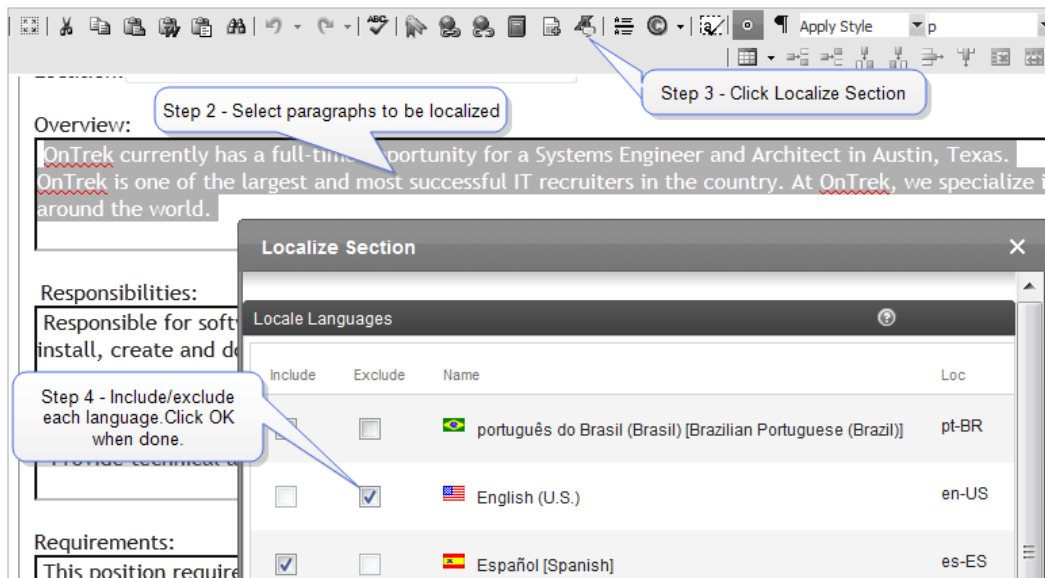 ABC
Apply Style
p
Step 3 - Click Localize Section
Step 2 - Select paragraphs to be localized
Overview:
OnTrek currently has a full-time opportunity for a Systems Engineer and Architect in Austin, Texas.
OnTrek is one of the largest and most successful IT recruiters in the country. At OnTrek, we specialize i
around the world.
Localize Section
Responsibilities:
Responsible for soft
install, create and d
Locale Languages
Include Exclude Name Loc
Step 4 - Include/exclude
each language.Click OK
when done.
português do Brasil (Brasil) [Brazilian Portuguese (Brazil)] pt-BR
Provide technical a
English (U.S.) en-US
Requirements:
This position require
Español [Spanish] es-ES